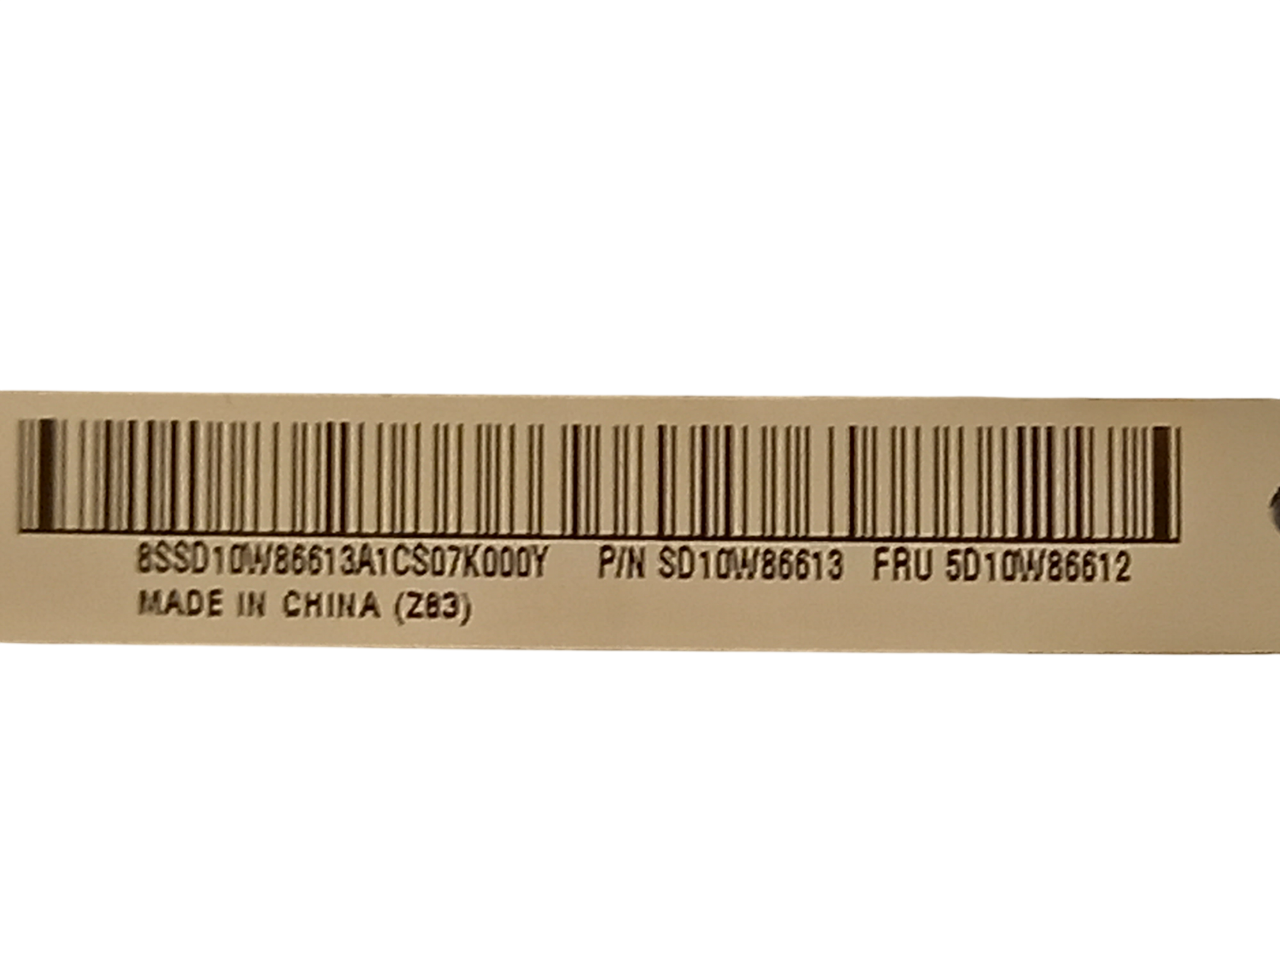 8SSD10W86613A1CS07K000Y P/N SD10W86613 FRU 5D10W86612
MADE IN CHINA (Z83)